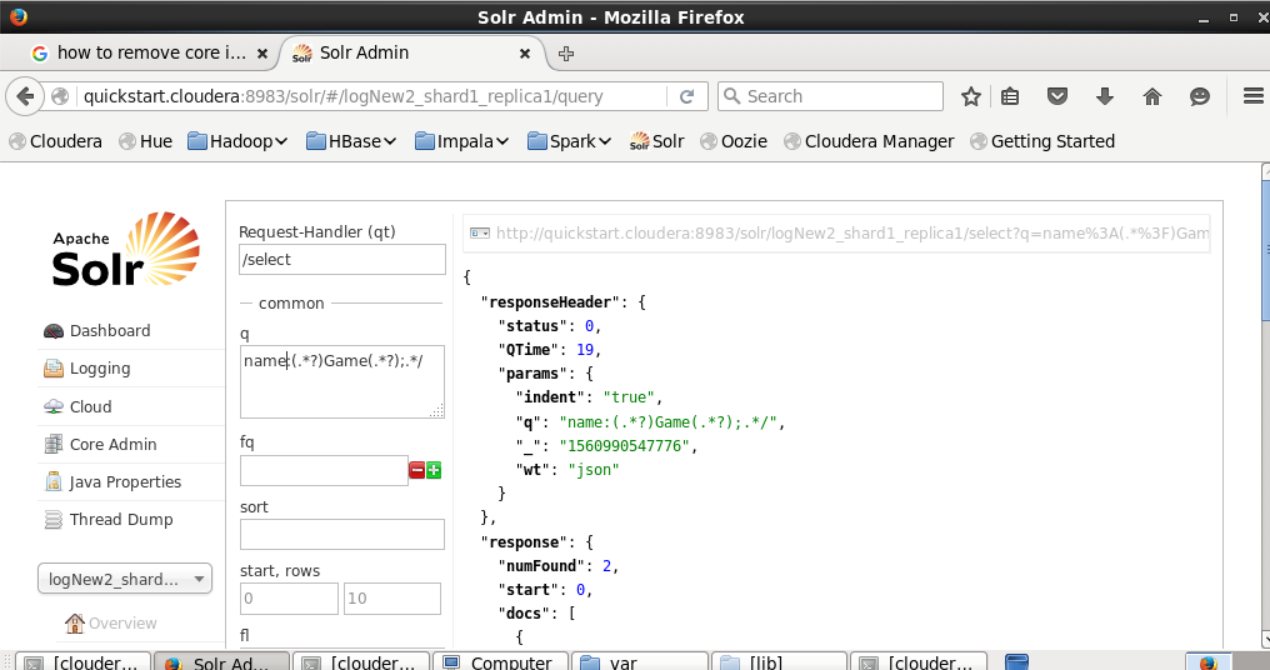 Solr Admin - Mozilla Firefox
how to remove core i... Solr Admin
quickstart.cloudera:8983/solr/#/logNew2_shard1_replica1/query Search
Cloudera Hue Hadoop HBase Impala Spark Solr Oozie Cloudera Manager Getting Started
Apache
Solr
Dashboard
Logging
Cloud
Core Admin
Java Properties
Thread Dump
logNew2_shard...
Overview
Request-Handler (qt)
/select
common
q
name:(.*?)Game(.*?);.*/
fq
sort
start, rows
0 10
fl
http://quickstart.cloudera:8983/solr/logNew2_shard1_replica1/select?q=name%3A(.*%3F)Gam
{
"responseHeader": {
"status": 0,
"QTime": 19,
"params": {
"indent": "true",
"q": "name:(.*?)Game(.*?);.*/",
"_": "1560990547776",
"wt": "json"
}
},
"response": {
"numFound": 2,
"start": 0,
"docs": [
{
[clouder... Solr Ad... [clouder... Computer var [lib] [clouder...